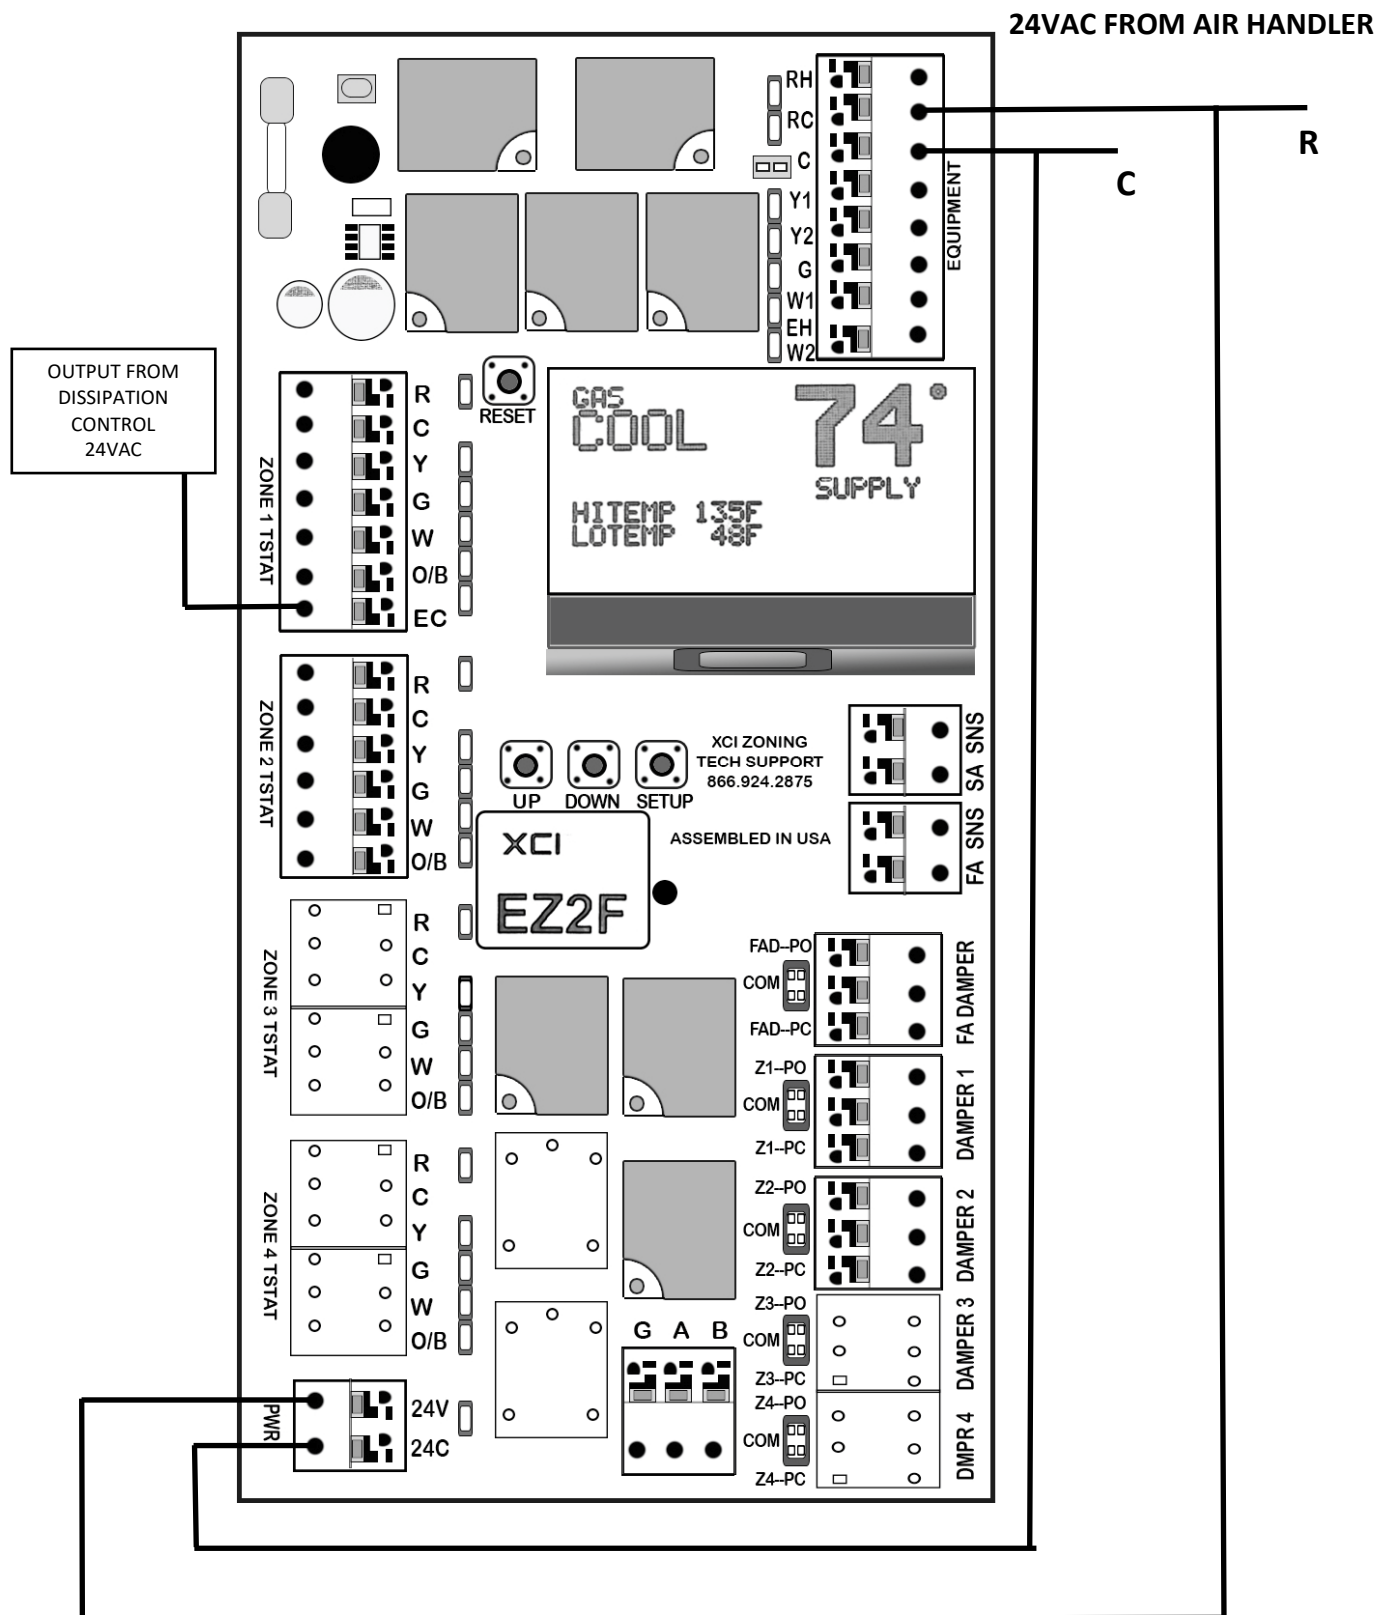 24VAC FROM AIR HANDLER
R
C
RH
RC
C
Y1
Y2
G
W1
EH
W2
EQUIPMENT
OUTPUT FROM
DISSIPATION
CONTROL
24VAC
ZONE 1 TSTAT
R
C
Y
G
W
O/B
EC
RESET
GAS
COOL
74°
SUPPLY
HITEMP 135F
LOTEMP 48F
ZONE 2 TSTAT
R
C
Y
G
W
O/B
UP
DOWN
SETUP
XCI ZONING
TECH SUPPORT
866.924.2875
ASSEMBLED IN USA
SA SNS
FA SNS
XCI
EZ2F
ZONE 3 TSTAT
R
C
Y
G
W
O/B
FAD--PO
COM
FAD--PC
FA DAMPER
Z1--PO
COM
Z1--PC
DAMPER 1
ZONE 4 TSTAT
R
C
Y
G
W
O/B
Z2--PO
COM
Z2--PC
DAMPER 2
Z3--PO
COM
Z3--PC
DAMPER 3
Z4--PO
COM
Z4--PC
DMPR 4
G A B
PWR
24V
24C